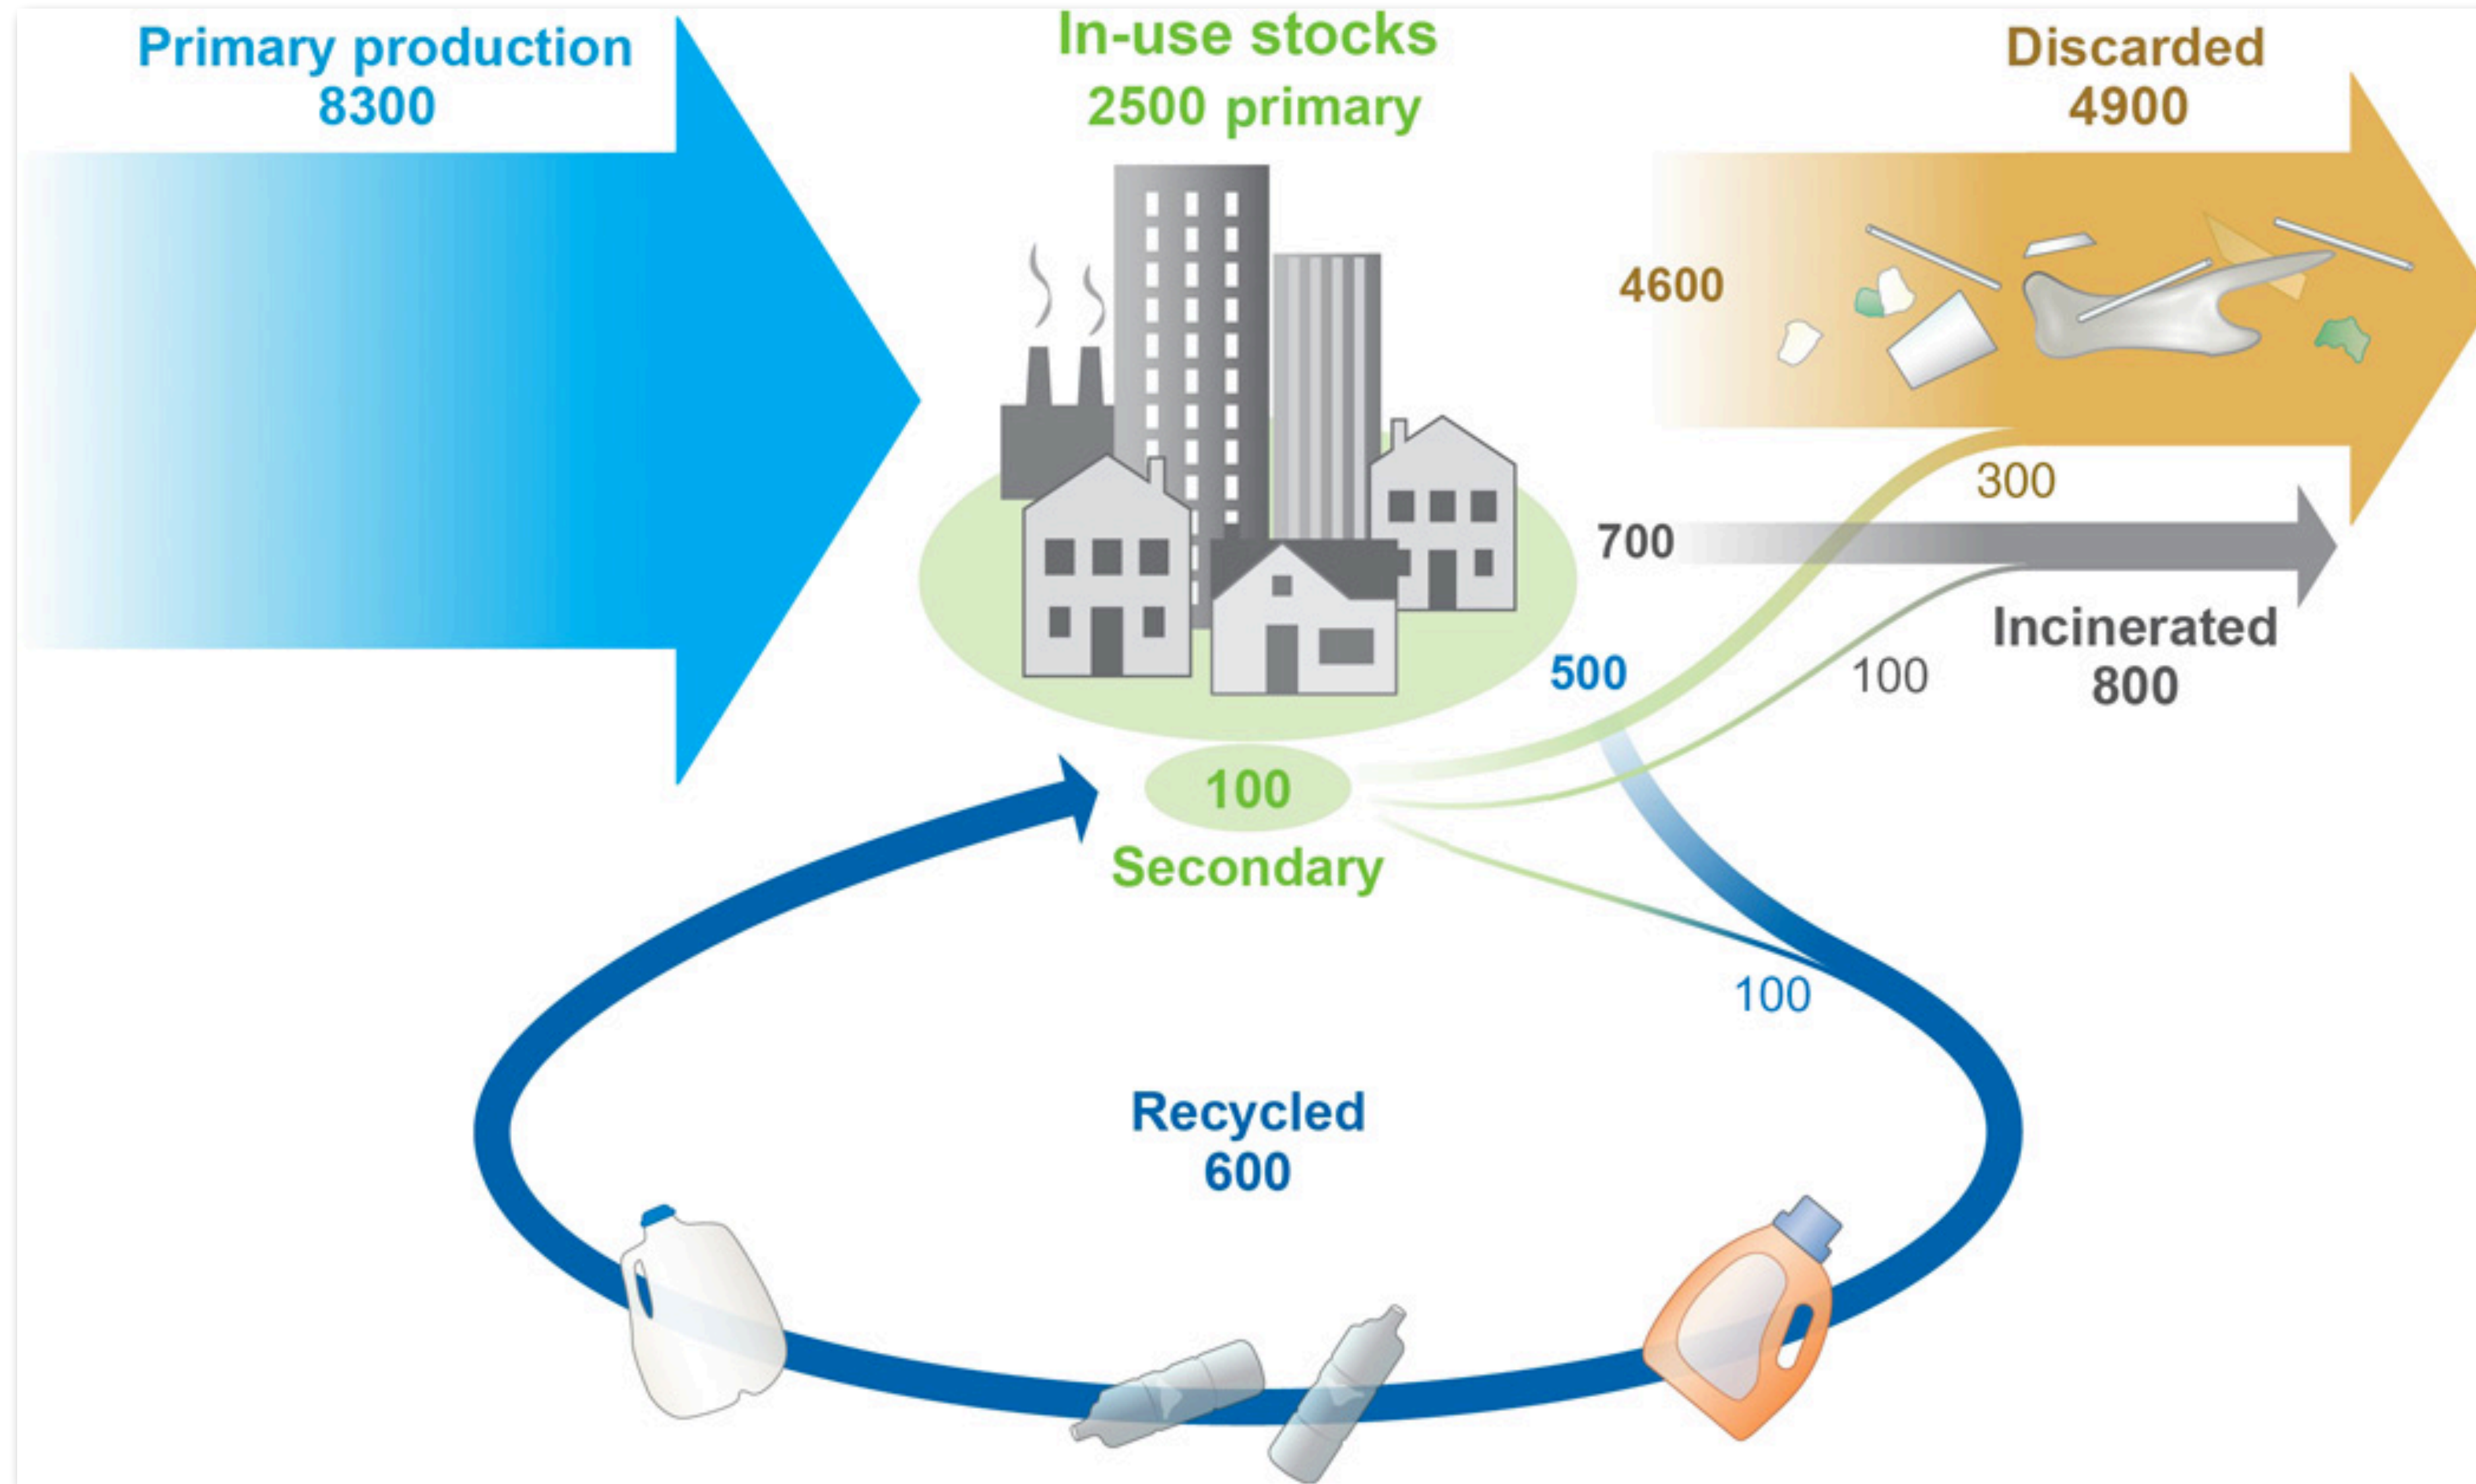 Primary production
8300
In-use stocks
2500 primary
Discarded
4900
4600
300
700
Incinerated
800
500
100
100
Secondary
100
Recycled
600